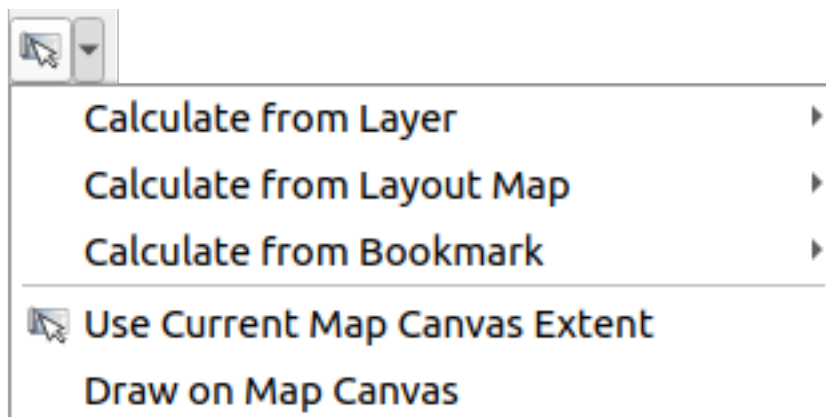 Calculate from Layer
Calculate from Layout Map
Calculate from Bookmark
Use Current Map Canvas Extent
Draw on Map Canvas